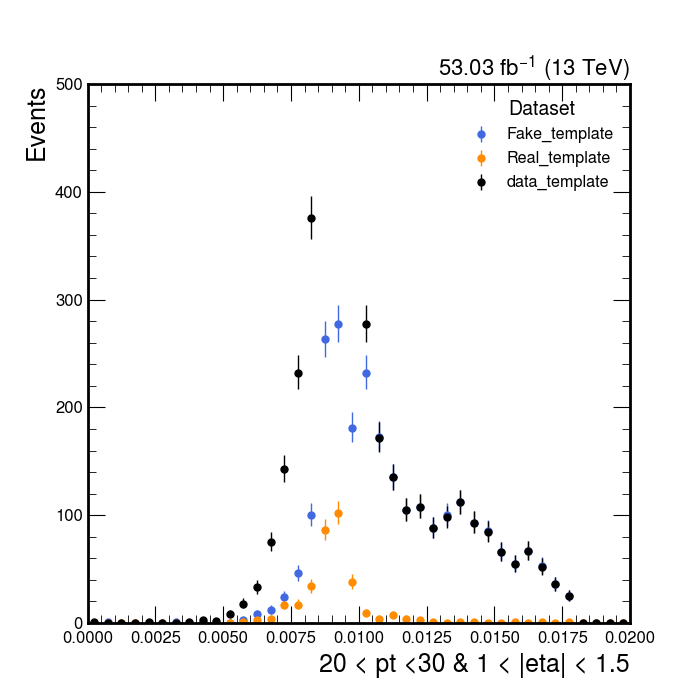 53.03 fb⁻¹ (13 TeV)
Events
500
400
300
200
100
0
Dataset
Fake_template
Real_template
data_template
0.0000 0.0025 0.0050 0.0075 0.0100 0.0125 0.0150 0.0175 0.0200
20 < pt <30 & 1 < |eta| < 1.5